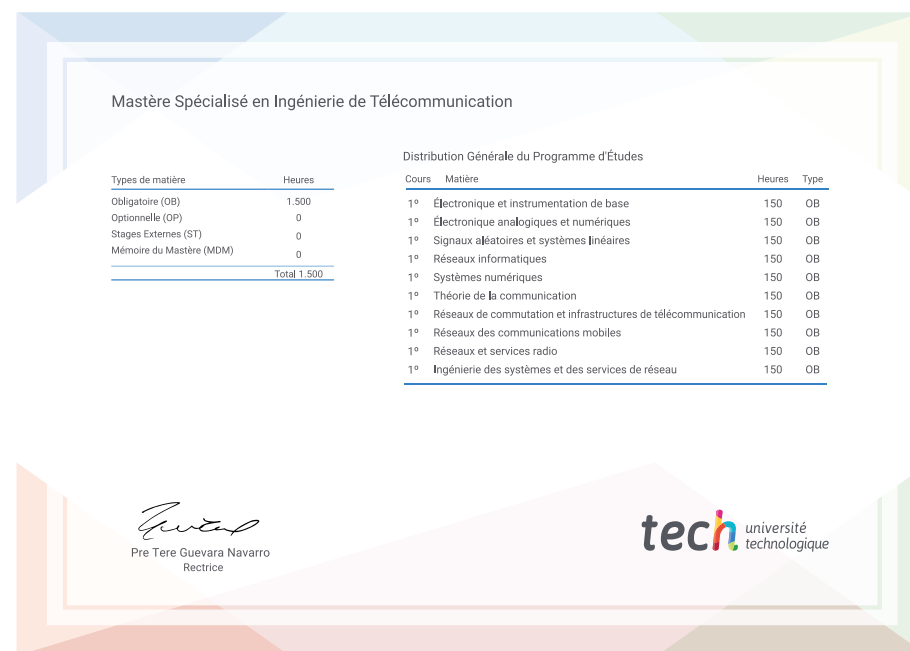 Mastère Spécialisé en Ingénierie de Télécommunication
Types de matière Heures
Obligatoire (OB) 1.500
Optionnelle (OP) 0
Stages Externes (ST) 0
Mémoire du Mastère (MDM) 0
Total 1.500
Distribution Générale du Programme d'Études
Cours Matière Heures Type
1º Électronique et instrumentation de base 150 OB
1º Électronique analogiques et numériques 150 OB
1º Signaux aléatoires et systèmes linéaires 150 OB
1º Réseaux informatiques 150 OB
1º Systèmes numériques 150 OB
1º Théorie de la communication 150 OB
1º Réseaux de commutation et infrastructures de télécommunication 150 OB
1º Réseaux des communications mobiles 150 OB
1º Réseaux et services radio 150 OB
1º Ingénierie des systèmes et des services de réseau 150 OB
Pre Tere Guevara Navarro
Rectrice
tech université
technologique